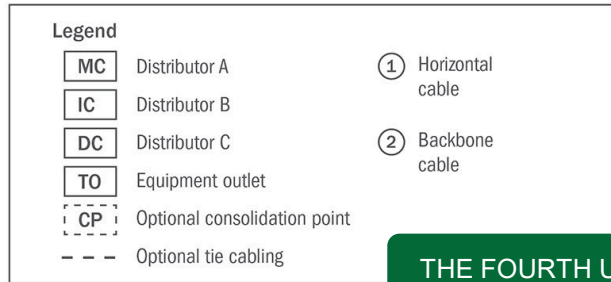 Legend
MC Distributor A
IC Distributor B
DC Distributor C
TO Equipment outlet
CP Optional consolidation point
Optional tie cabling
1 Horizontal
cable
2 Backbone
cable
THE FOURTH